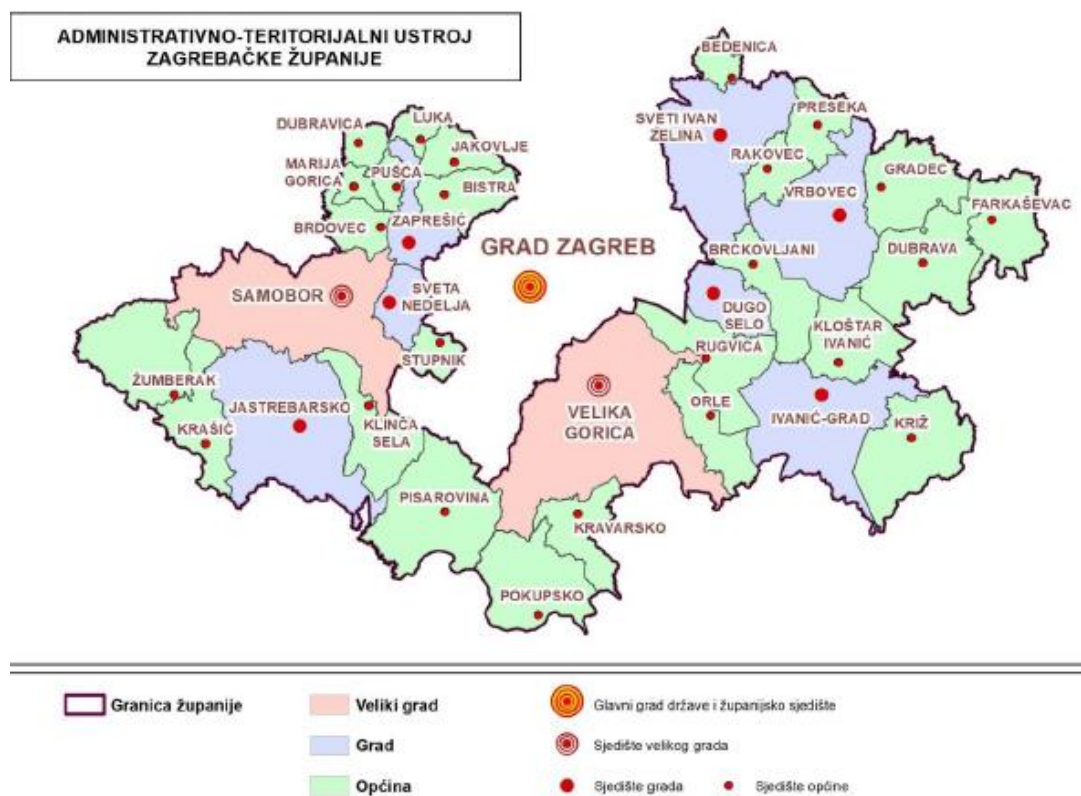 ADMINISTRATIVNO-TERITORIJALNI USTROJ
ZAGREBAČKE ŽUPANIJE
BEDENICA
PRESEKA
SVETI IVAN
ZELINA
LUKA
DUBRAVICA
JAKOVLJE
RAKOVEC
GRADEC
MARIJA
GORICA
PUŠĆA
BISTRA
VRBOVEC
FARKAŠEVAC
BRDOVEC
ZAPREŠIĆ
GRAD ZAGREB
BRCKOVLJANI
DUBRAVA
SAMOBOR
SVETA
NEDELJA
DUGO
SELO
KLOŠTAR
IVANIĆ
STUPNIK
RUGVICA
ŽUMBERAK
JASTREBARSKO
KLINČA
SELA
VELIKA
GORICA
ORLE
IVANIĆ-GRAD
KRIŽ
KRAŠIĆ
PISAROVINA
KRAVARSKO
POKUPSKO
Granica županije
Veliki grad
Glavni grad države i županijsko sjedište
Grad
Sjedište velikog grada
Općina
Sjedište grada
Sjedište općine